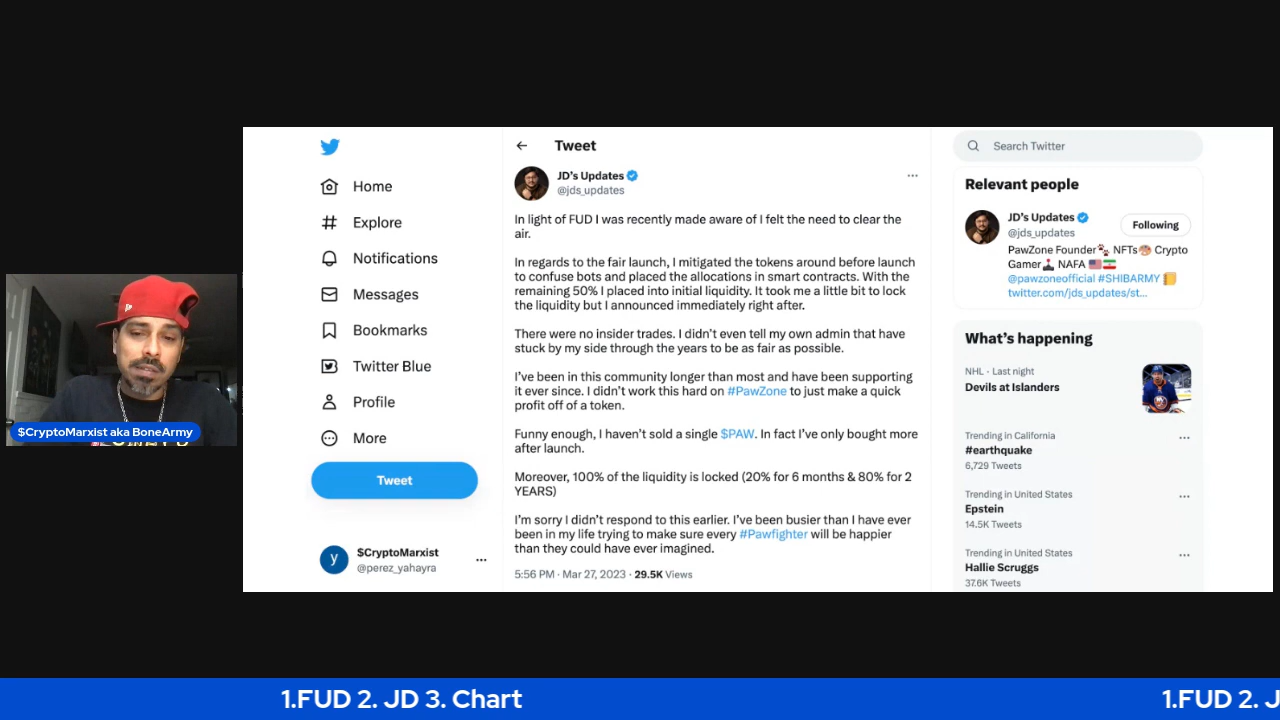 $CryptoMarxist aka BoneArmy
Home
Explore
Notifications
Messages
Bookmarks
Twitter Blue
Profile
More
Tweet
$CryptoMarxist
@perez_yahayra
y
Tweet
JD's Updates
@jds_updates
In light of FUD I was recently made aware of I felt the need to clear the
air.
In regards to the fair launch, I mitigated the tokens around before launch
to confuse bots and placed the allocations in smart contracts. With the
remaining 50% I placed into initial liquidity. It took me a little bit to lock
the liquidity but I announced immediately right after.
There were no insider trades. I didn't even tell my own admin that have
stuck by my side through the years to be as fair as possible.
I've been in this community longer than most and have been supporting
it ever since. I didn't work this hard on #PawZone to just make a quick
profit off of a token.
Funny enough, I haven't sold a single $PAW. In fact I've only bought more
after launch.
Moreover, 100% of the liquidity is locked (20% for 6 months & 80% for 2
YEARS)
I'm sorry I didn't respond to this earlier. I've been busier than I have ever
been in my life trying to make sure every #Pawfighter will be happier
than they could have ever imagined.
5:56 PM · Mar 27, 2023 · 29.5K Views
Search Twitter
Relevant people
JD's Updates
@jds_updates
Following
PawZone Founder🐾 NFTs🎨 Crypto
Gamer🕹️ NAFA 🇺🇸🇮🇷
@pawzoneofficial #SHIBARMY 📒
twitter.com/jds_updates/st...
What's happening
NHL · Last night
Devils at Islanders
Trending in California
#earthquake
6,729 Tweets
Trending in United States
Epstein
14.5K Tweets
Trending in United States
Hallie Scruggs
37.6K Tweets
1.FUD 2. JD 3. Chart
1.FUD 2. J